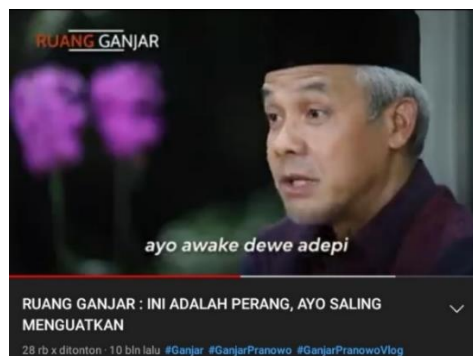 RUANG GANJAR
ayo awake dewe adepi
RUANG GANJAR : INI ADALAH PERANG, AYO SALING
MENGUATKAN
28 rb x ditonton · 10 bln lalu #Ganjar #GanjarPranowo #GanjarPranowoVlog